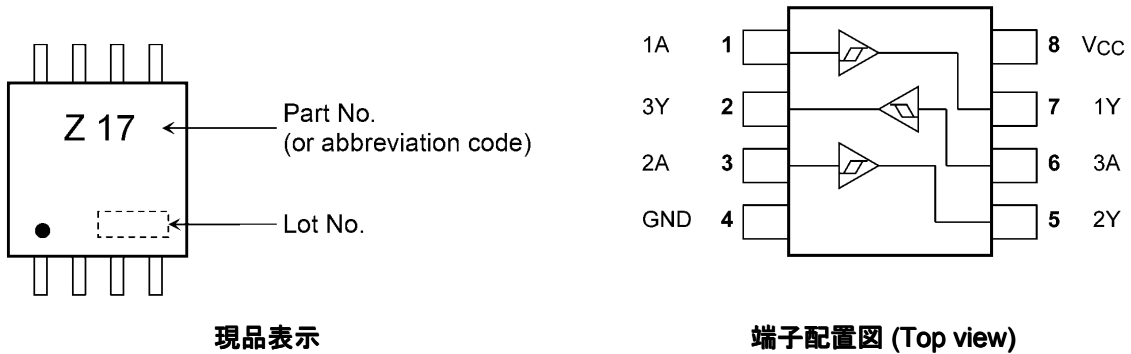 Z 17
Part No.
(or abbreviation code)
Lot No.
現品表示
1A 1 8 VCC
3Y 2 7 1Y
2A 3 6 3A
GND 4 5 2Y
端子配置図 (Top view)